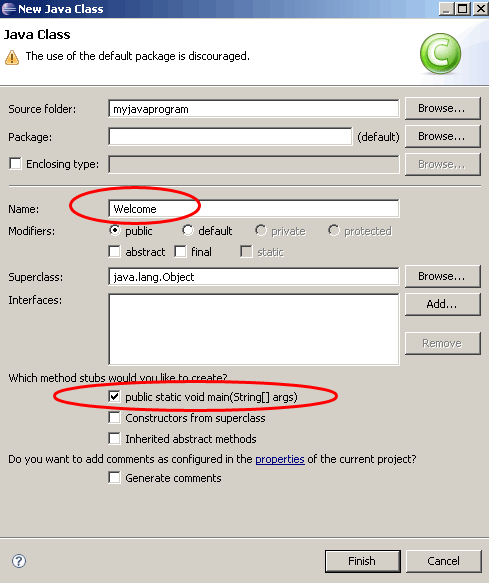 New Java Class
Java Class
The use of the default package is discouraged.
C
Source folder: myjavaprogram Browse...
Package: (default) Browse...
Enclosing type: Browse...
Name: Welcome
Modifiers: public default private protected
abstract final static
Superclass: java.lang.Object Browse...
Interfaces: Add...
Remove
Which method stubs would you like to create?
public static void main(String[] args)
Constructors from superclass
Inherited abstract methods
Do you want to add comments as configured in the properties of the current project?
Generate comments
? Finish Cancel